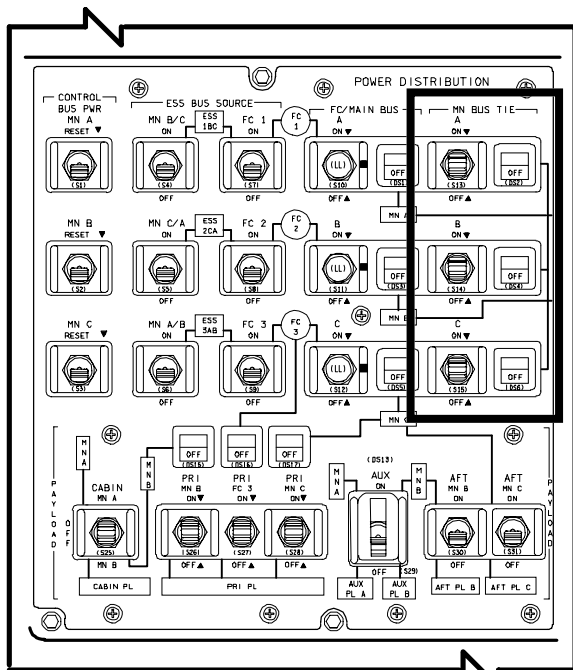 POWER DISTRIBUTION
CONTROL BUS PWR
ESS BUS SOURCE
FC/MAIN BUS
MN BUS TIE
MN A
RESET ▼
MN B/C
ON
ESS
1BC
FC 1
ON
FC
1
A
ON ▼
A
ON ▼
(S1)
(S4)
OFF
(S7)
OFF
(LL)
(S10)
OFF ▲
OFF
(DS1)
(S13)
OFF ▲
OFF
(DS2)
MN A
MN B
RESET ▼
MN C/A
ON
ESS
2CA
FC 2
ON
FC
2
B
ON ▼
B
ON ▼
(S2)
(S5)
OFF
(S8)
OFF
(LL)
(S11)
OFF ▲
OFF
(DS3)
(S14)
OFF ▲
OFF
(DS4)
MN B
MN C
RESET ▼
MN A/B
ON
ESS
3AB
FC 3
ON
FC
3
C
ON ▼
C
ON ▼
(S3)
(S6)
OFF
(S9)
OFF
(LL)
(S12)
OFF ▲
OFF
(DS5)
(S15)
OFF ▲
OFF
(DS6)
MN C
PAYLOAD
MNA
MNB
OFF
(DS15)
OFF
(DS16)
OFF
(DS17)
(DS13)
MNA
MNB
PAYLOAD
CABIN
MN A
OFF
(S25)
MN B
PRI
MN B
ON ▼
(S26)
OFF ▲
PRI
FC 3
ON ▼
(S27)
OFF ▲
PRI
MN C
ON ▼
(S28)
OFF ▲
AUX
ON
OFF
(S29)
AFT
MN B
ON
(S30)
OFF
AFT
MN C
ON
(S31)
OFF
CABIN PL
PRI PL
AUX
PL A
AUX
PL B
AFT PL B
AFT PL C